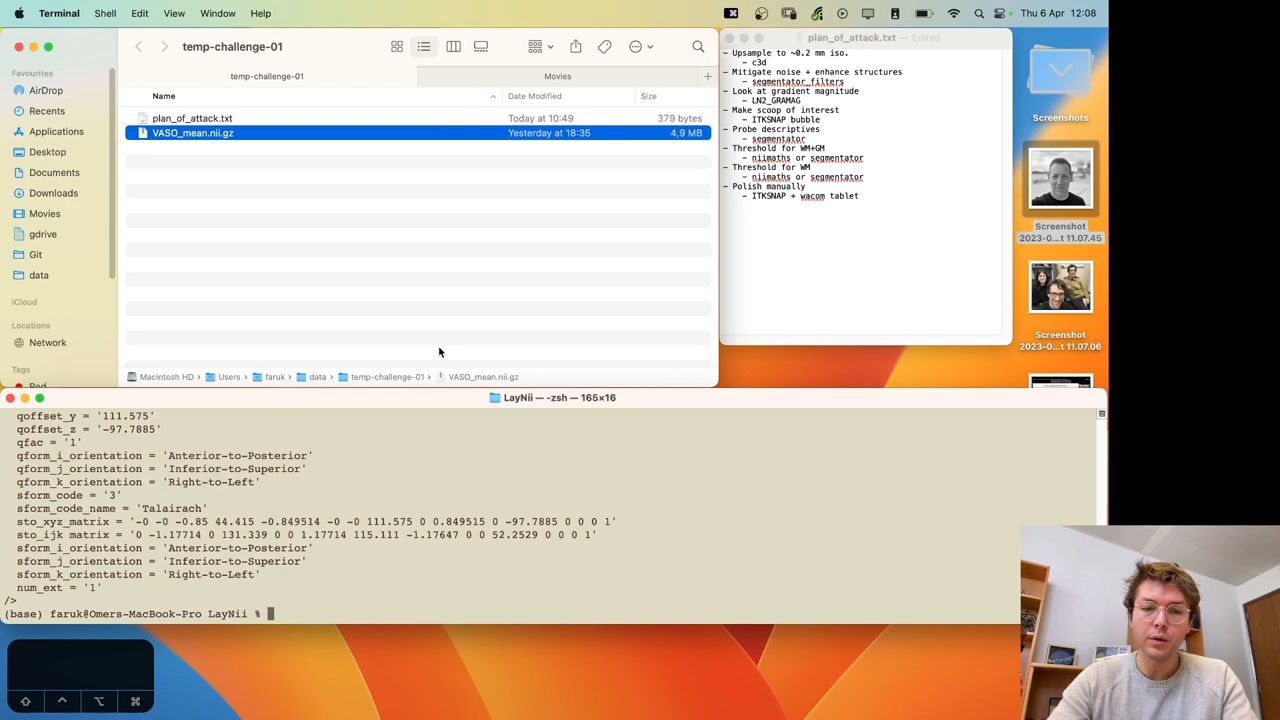 Terminal Shell Edit View Window Help Thu 6 Apr 12:08
temp-challenge-01
temp-challenge-01 Movies
Favourites
AirDrop
Recents
Applications
Desktop
Documents
Downloads
Movies
gdrive
Git
data
iCloud
Locations
Network
Tags
Name Date Modified Size
plan_of_attack.txt Today at 10:49 379 bytes
VASO_mean.nii.gz Yesterday at 18:35 4,9 MB
Macintosh HD › Users › faruk › data › temp-challenge-01 › VASO_mean.nii.gz
plan_of_attack.txt — Edited
- Upsample to ~0.2 mm iso.
- c3d
- Mitigate noise + enhance structures
- segmentator_filters
- Look at gradient magnitude
- LN2_GRAMAG
- Make scoop of interest
- ITKSNAP bubble
- Probe descriptives
- segmentator
- Threshold for WM+GM
- niimaths or segmentator
- Threshold for WM
- niimaths or segmentator
- Polish manually
- ITKSNAP + wacom tablet
Screenshots
Screenshot
2023-0...t 11.07.45
Screenshot
2023-0...t 11.07.06
LayNii — -zsh — 165×16
qoffset_y = '111.575'
qoffset_z = '-97.7885'
qfac = '1'
qform_i_orientation = 'Anterior-to-Posterior'
qform_j_orientation = 'Inferior-to-Superior'
qform_k_orientation = 'Right-to-Left'
sform_code = '3'
sform_code_name = 'Talairach'
sto_xyz_matrix = '-0 -0 -0.85 44.415 -0.849514 -0 -0 111.575 0 0.849515 0 -97.7885 0 0 0 1'
sto_ijk matrix = '0 -1.17714 0 131.339 0 0 1.17714 115.111 -1.17647 0 0 52.2529 0 0 0 1'
sform_i_orientation = 'Anterior-to-Posterior'
sform_j_orientation = 'Inferior-to-Superior'
sform_k_orientation = 'Right-to-Left'
num_ext = '1'
/>
(base) faruk@Omers-MacBook-Pro LayNii %